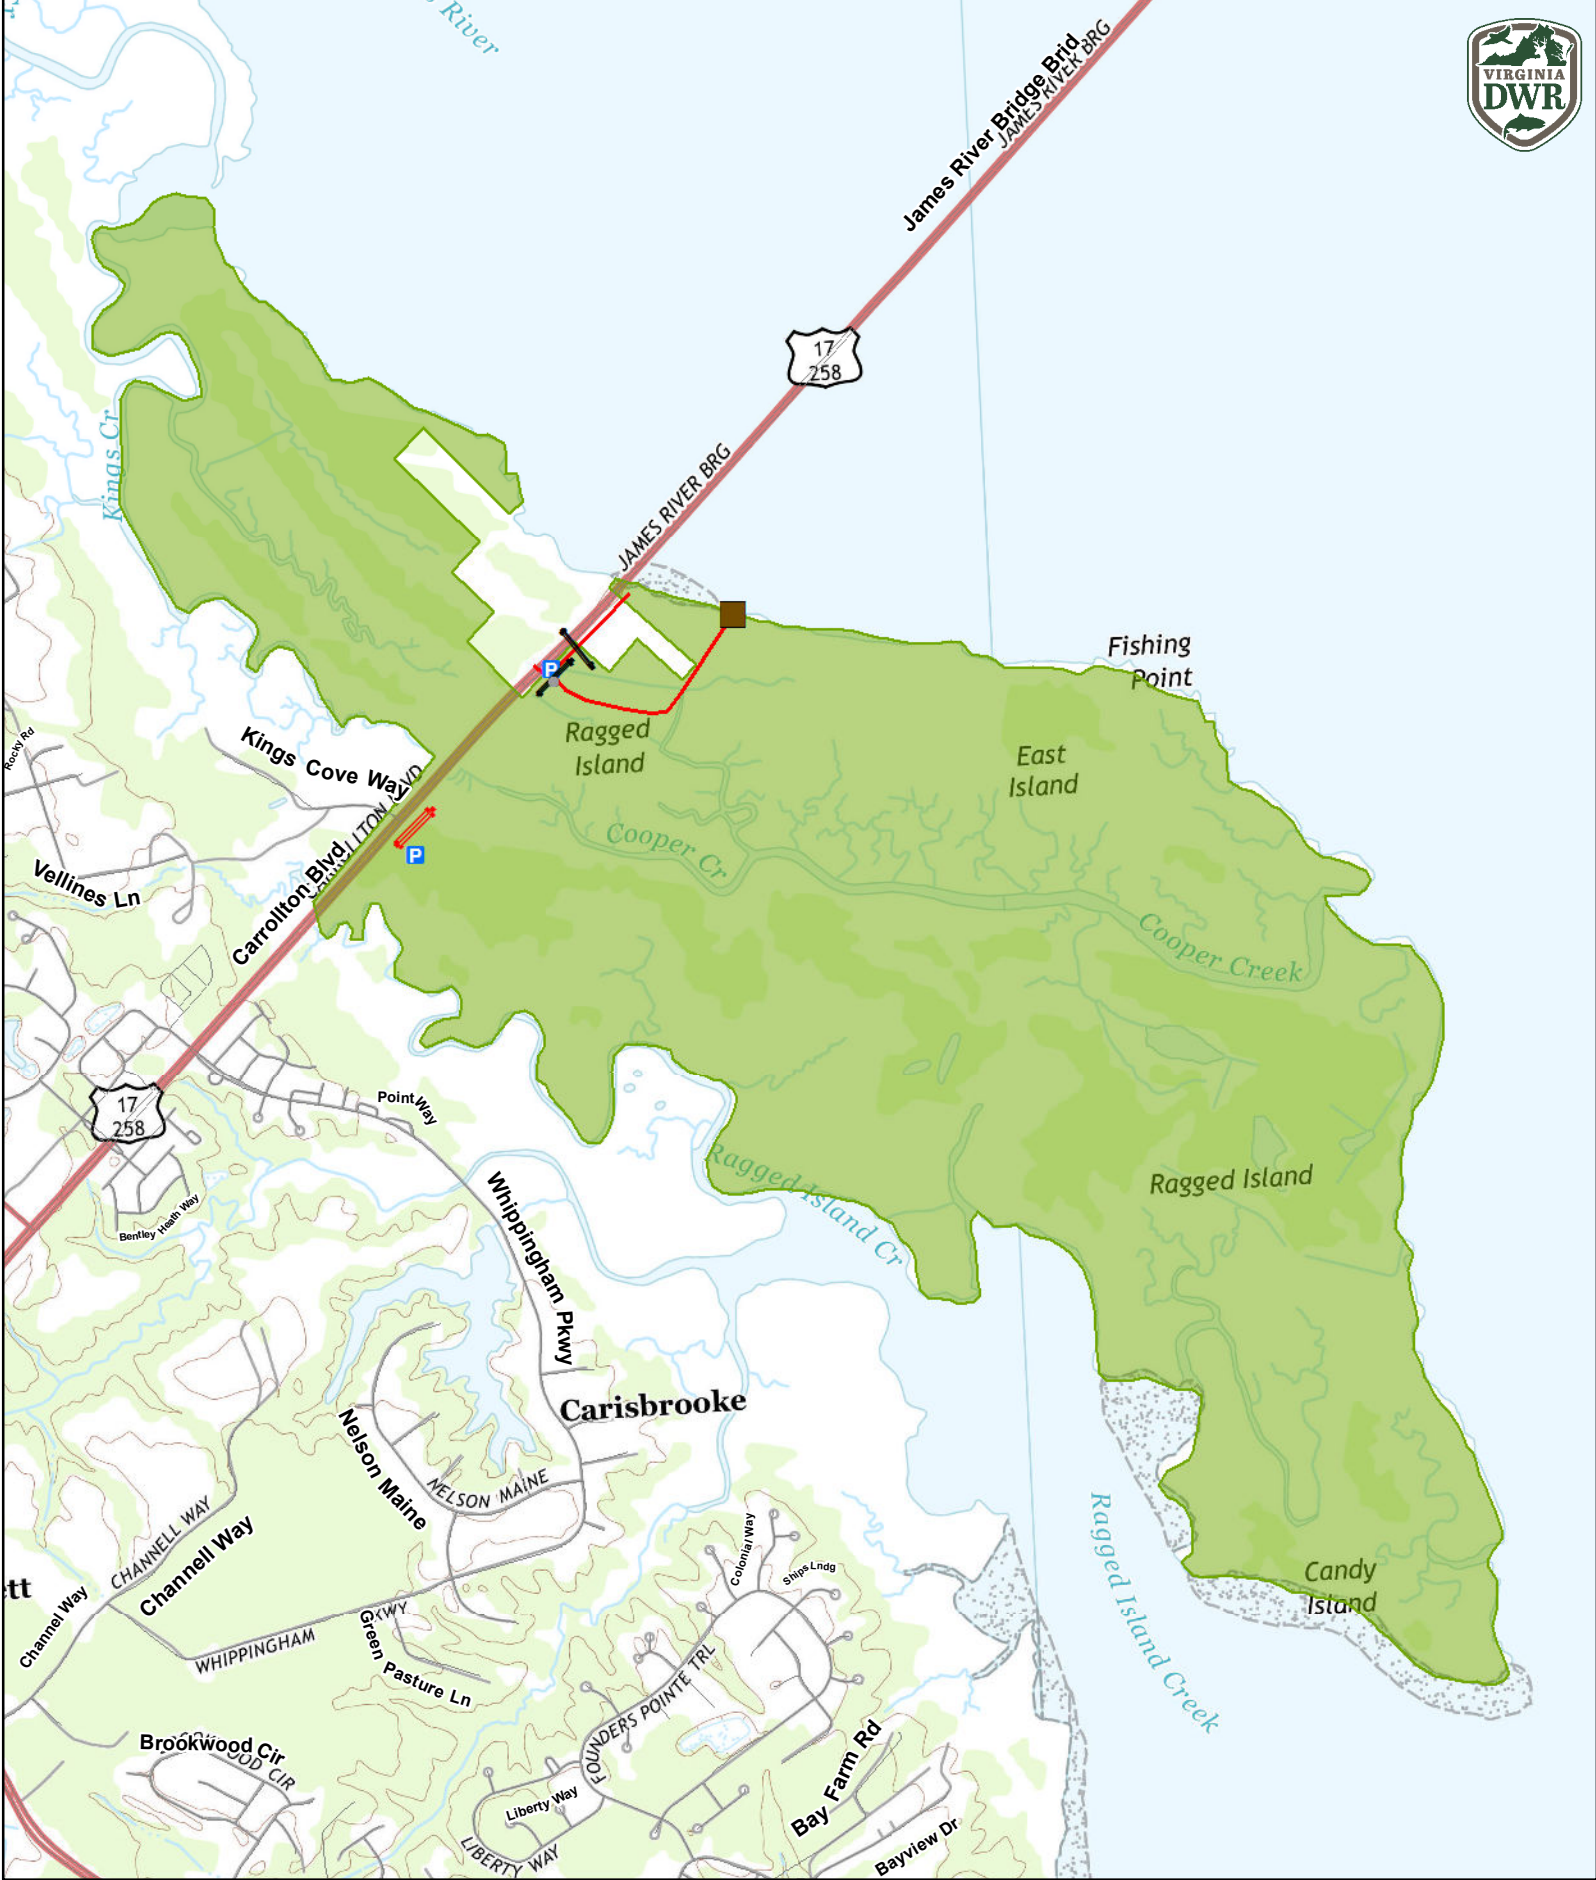 River
VIRGINIA
DWR
James River Bridge Brid
JAMES RIVER BRG
17
258
JAMES RIVER BRG
Kings Cr
Fishing
Point
Ragged
Island
East
Island
Rocky Rd
Kings Cove Way
Cooper Cr
Vellines Ln
Carrollton Blvd
P
P
Cooper Creek
17
258
Point Way
Ragged Island Cr
Ragged Island
Whippingham Pkwy
Bentley Heath Way
Carisbrooke
Nelson Maine
NELSON MAINE
CHANNELL WAY
Channell Way
Channel Way
ett
WHIPPINGHAM
Green Pasture Ln
Colonial Way
Ships Lndg
Candy
Island
Ragged Island Creek
FOUNDERS POINTE TRL
Brookwood Cir
Liberty Way
LIBERTY WAY
Bay Farm Rd
Bayview Dr